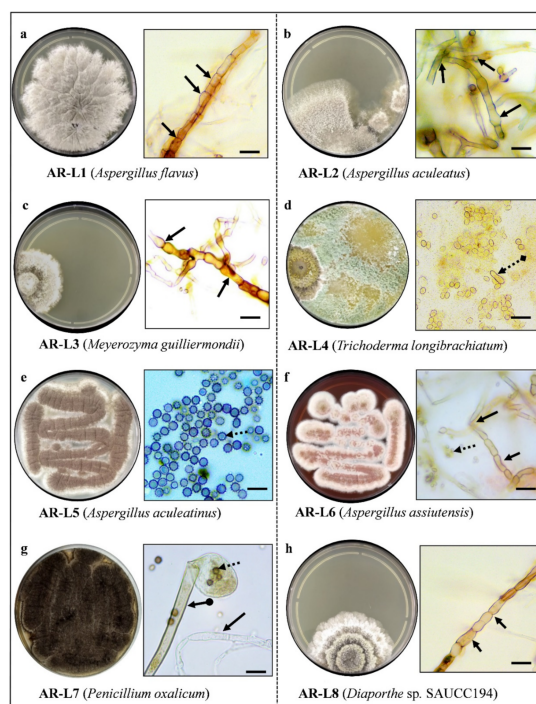 a
b
AR-L1 (Aspergillus flavus)
AR-L2 (Aspergillus aculeatus)
c
d
AR-L3 (Meyerozyma guilliermondii)
AR-L4 (Trichoderma longibrachiatum)
e
f
AR-L5 (Aspergillus aculeatinus)
AR-L6 (Aspergillus assiutensis)
g
h
AR-L7 (Penicillium oxalicum)
AR-L8 (Diaporthe sp. SAUCC194)